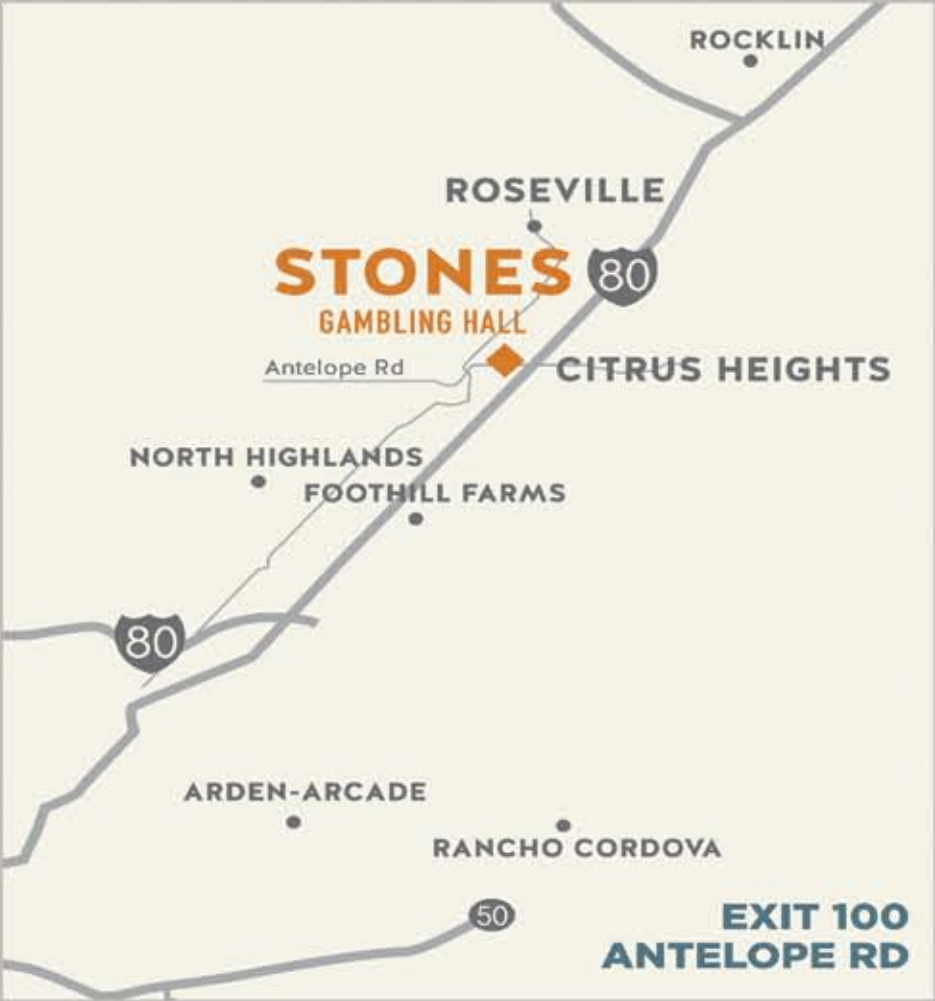 ROCKLIN
ROSEVILLE
STONES
80
GAMBLING HALL
Antelope Rd
CITRUS HEIGHTS
NORTH HIGHLANDS
FOOTHILL FARMS
80
ARDEN-ARCADE
RANCHO CORDOVA
50
EXIT 100
ANTELOPE RD